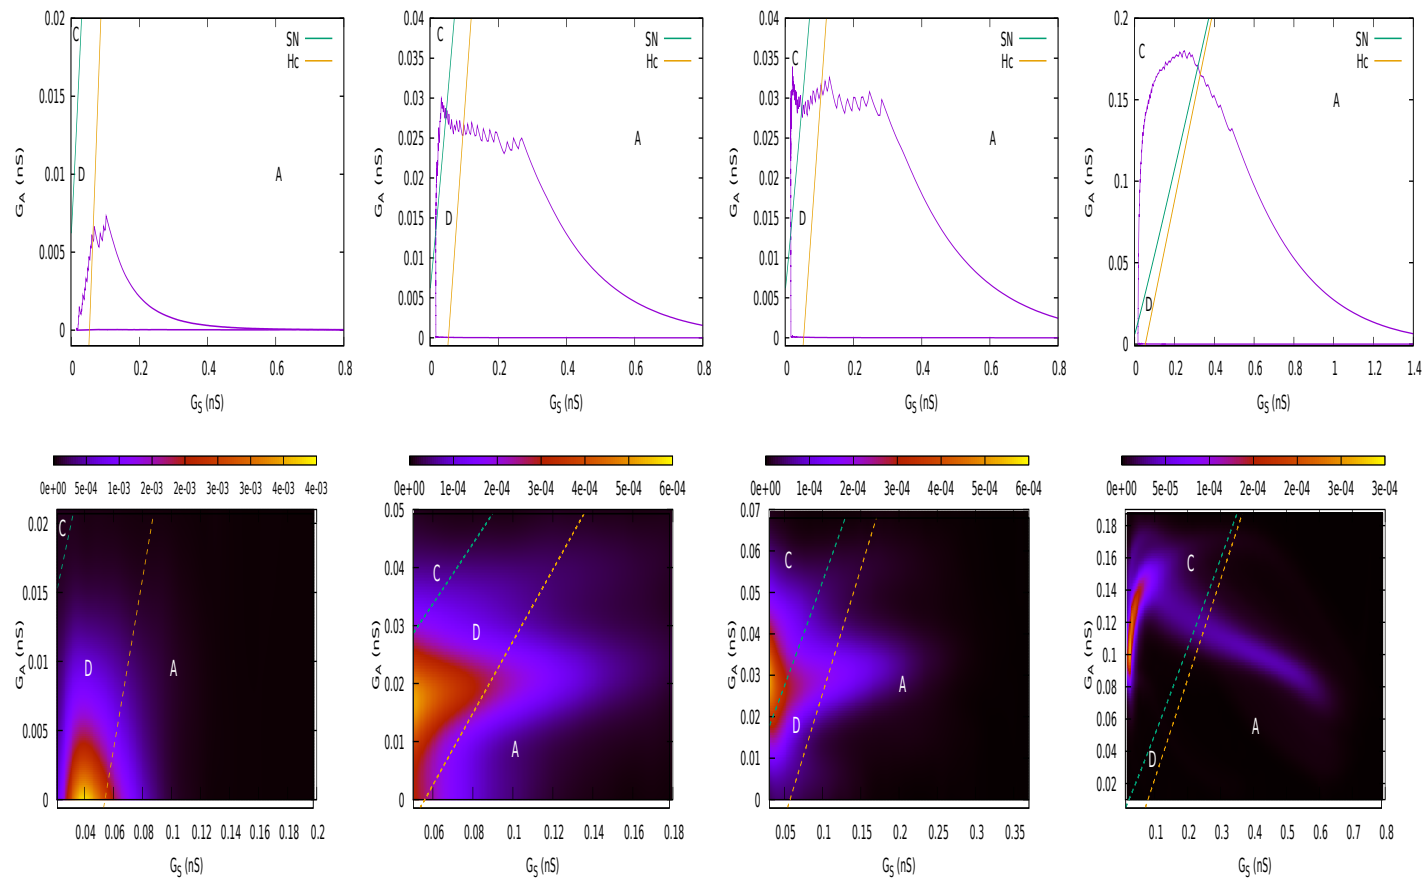 0.02
0.015
0.01
0.005
0
G_A (nS)
C
D
A
SN
Hc
0 0.2 0.4 0.6 0.8
G_S (nS)
0.04
0.035
0.03
0.025
0.02
0.015
0.01
0.005
0
G_A (nS)
C
D
A
SN
Hc
0 0.2 0.4 0.6 0.8
G_S (nS)
0.04
0.035
0.03
0.025
0.02
0.015
0.01
0.005
0
G_A (nS)
C
D
A
SN
Hc
0 0.2 0.4 0.6 0.8
G_S (nS)
0.2
0.15
0.1
0.05
0
G_A (nS)
C
D
A
SN
Hc
0 0.2 0.4 0.6 0.8 1 1.2 1.4
G_S (nS)
0e+00 5e-04 1e-03 2e-03 2e-03 3e-03 3e-03 4e-03 4e-03
0.02
0.015
0.01
0.005
0
G_A (nS)
C
D
A
0.04 0.06 0.08 0.1 0.12 0.14 0.16 0.18 0.2
G_S (nS)
0e+00 1e-04 2e-04 3e-04 4e-04 5e-04 6e-04
0.05
0.04
0.03
0.02
0.01
0
G_A (nS)
C
D
A
0.06 0.08 0.1 0.12 0.14 0.16 0.18
G_S (nS)
0e+00 1e-04 2e-04 3e-04 4e-04 5e-04 6e-04
0.07
0.06
0.05
0.04
0.03
0.02
0.01
0
G_A (nS)
C
D
A
0.05 0.1 0.15 0.2 0.25 0.3 0.35
G_S (nS)
0e+00 5e-05 1e-04 2e-04 2e-04 3e-04 3e-04
0.18
0.16
0.14
0.12
0.1
0.08
0.06
0.04
0.02
G_A (nS)
C
D
A
0.1 0.2 0.3 0.4 0.5 0.6 0.7 0.8
G_S (nS)